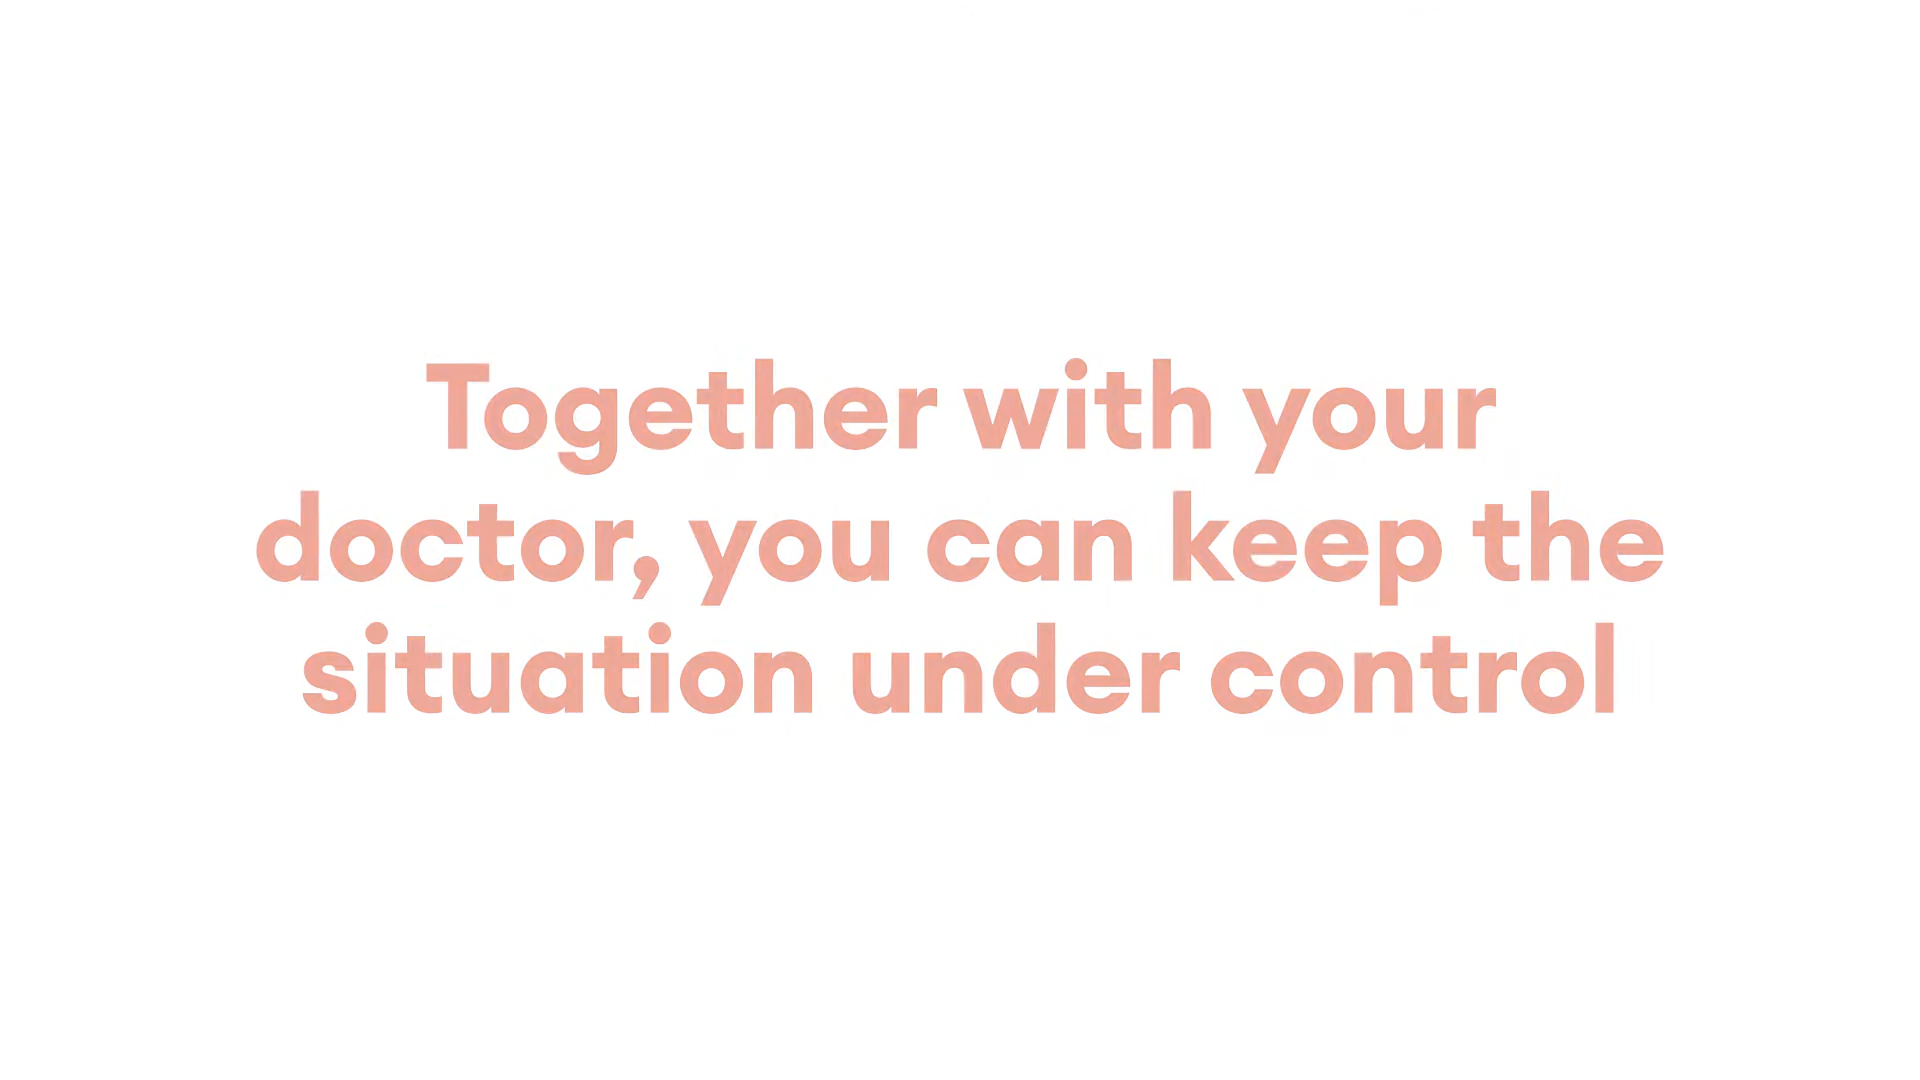 Together with your
doctor, you can keep the
situation under control